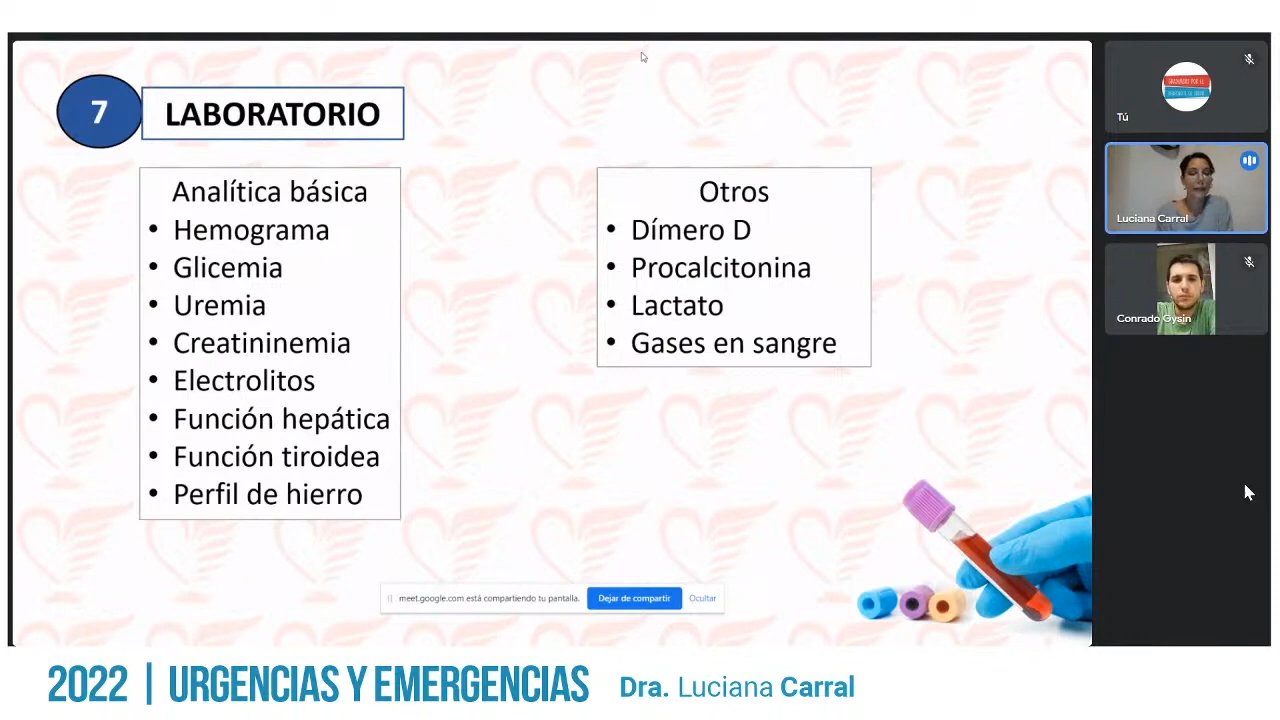 7
LABORATORIO
Analítica básica
• Hemograma
• Glicemia
• Uremia
• Creatininemia
• Electrolitos
• Función hepática
• Función tiroidea
• Perfil de hierro
Otros
• Dímero D
• Procalcitonina
• Lactato
• Gases en sangre
meet.google.com está compartiendo tu pantalla.
Dejar de compartir
Ocultar
Tú
Luciana Carral
Conrado Gysin
2022 | URGENCIAS Y EMERGENCIAS
Dra. Luciana Carral